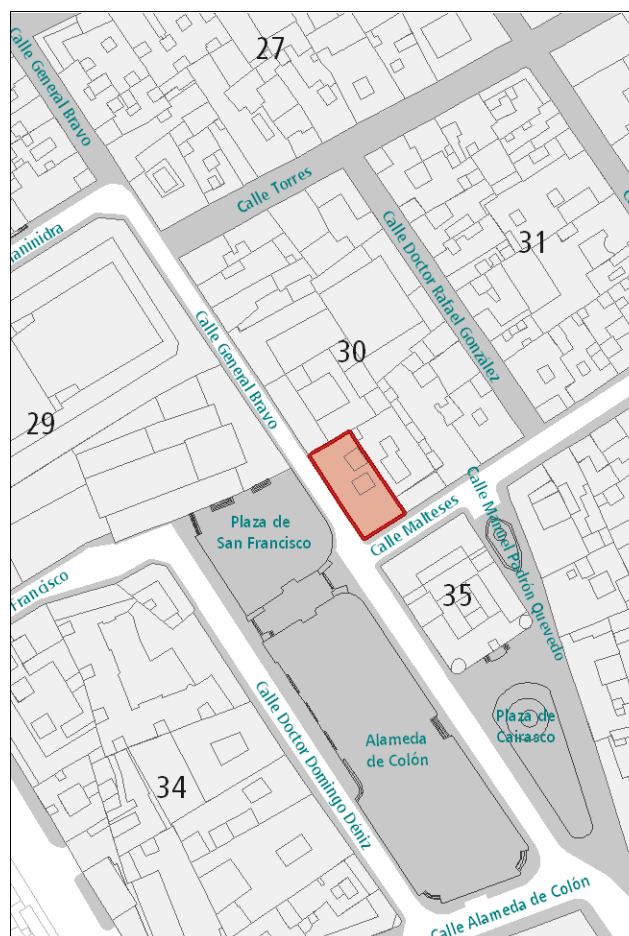 27
Calle General Bravo
Calle Torres
31
Calle Doctor Rafael González
Calle General Bravo
30
29
Plaza de
San Francisco
Calle Malteses
Calle Manuel Padrón Quevedo
Francisco
35
Calle Doctor Domingo Déniz
Plaza de
Cairasco
Alameda
de Colón
34
Calle Alameda de Colón